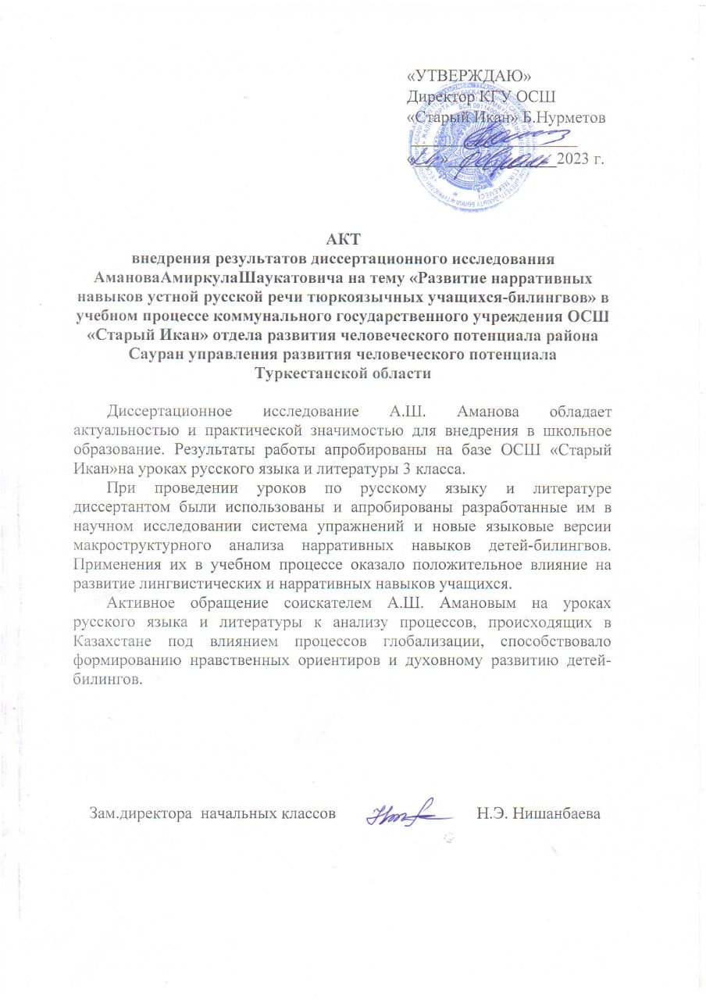 «УТВЕРЖДАЮ»
Директор КГУ ОСШ
«Старый Икан» Б.Нурметов
« » февраль 2023 г.
АКТ
внедрения результатов диссертационного исследования
АмановаАмиркулаШаукатовича на тему «Развитие нарративных
навыков устной русской речи тюркоязычных учащихся-билингвов» в
учебном процессе коммунального государственного учреждения ОСШ
«Старый Икан» отдела развития человеческого потенциала района
Сауран управления развития человеческого потенциала
Туркестанской области
Диссертационное исследование А.Ш. Аманова обладает
актуальностью и практической значимостью для внедрения в школьное
образование. Результаты работы апробированы на базе ОСШ «Старый
Икан»на уроках русского языка и литературы 3 класса.
При проведении уроков по русскому языку и литературе
диссертантом были использованы и апробированы разработанные им в
научном исследовании система упражнений и новые языковые версии
макроструктурного анализа нарративных навыков детей-билингвов.
Применения их в учебном процессе оказало положительное влияние на
развитие лингвистических и нарративных навыков учащихся.
Активное обращение соискателем А.Ш. Амановым на уроках
русского языка и литературы к анализу процессов, происходящих в
Казахстане под влиянием процессов глобализации, способствовало
формированию нравственных ориентиров и духовному развитию детей-
билингов.
Зам.директора начальных классов Н.Э. Нишанбаева